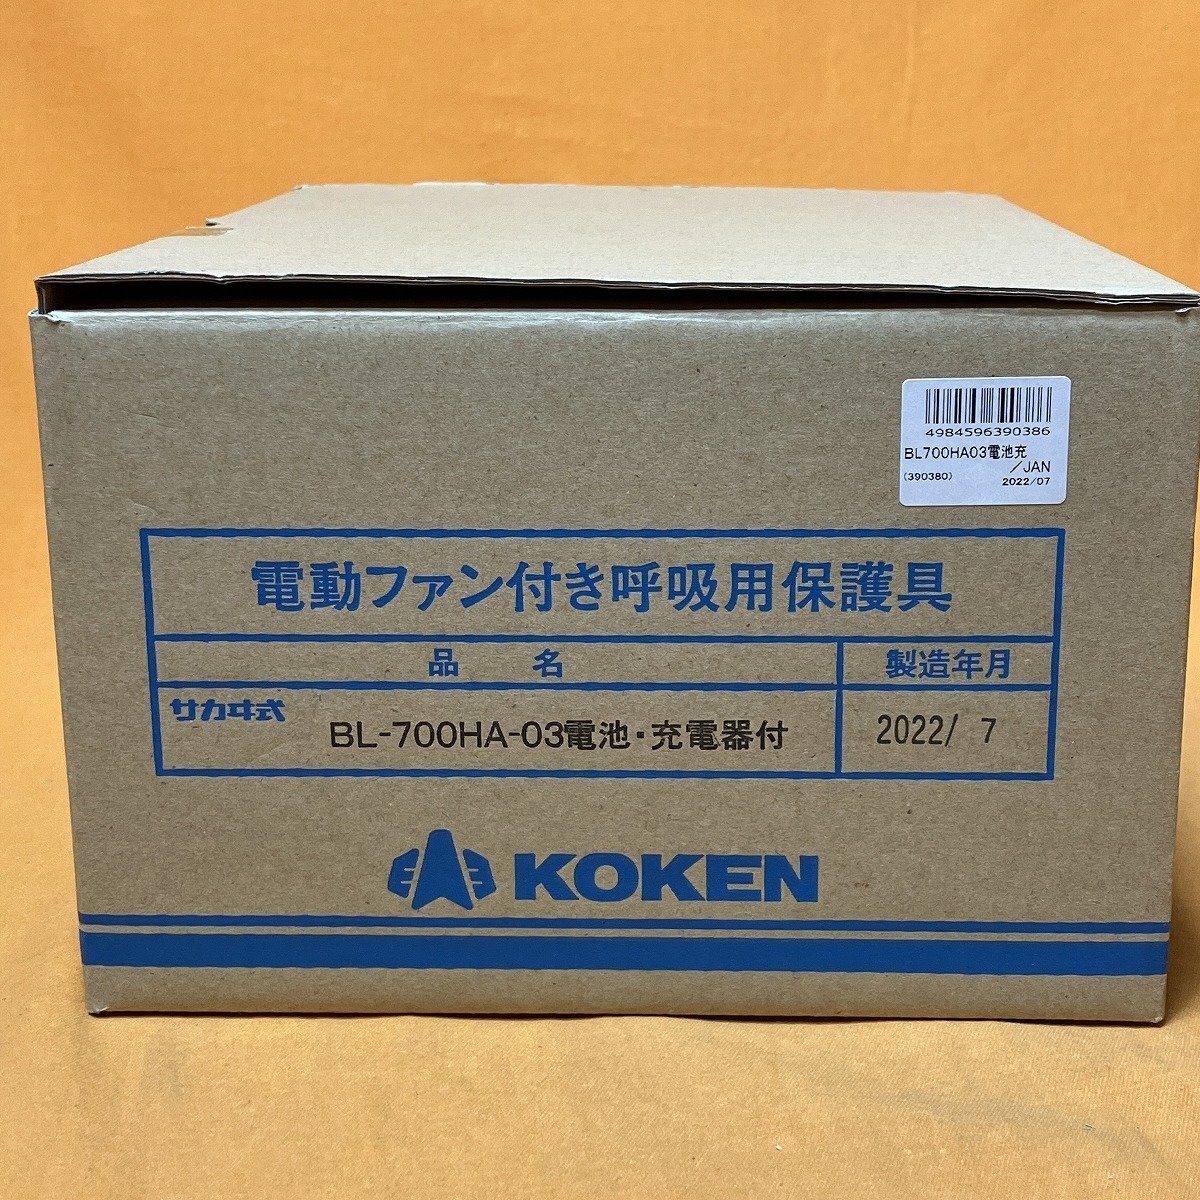 4984596390386
BL700HA03電池充
／JAN
(390380) 2022/07
電動ファン付き呼吸用保護具
品 名 製造年月
サカヰ式 BL-700HA-03電池・充電器付 2022/ 7
KOKEN